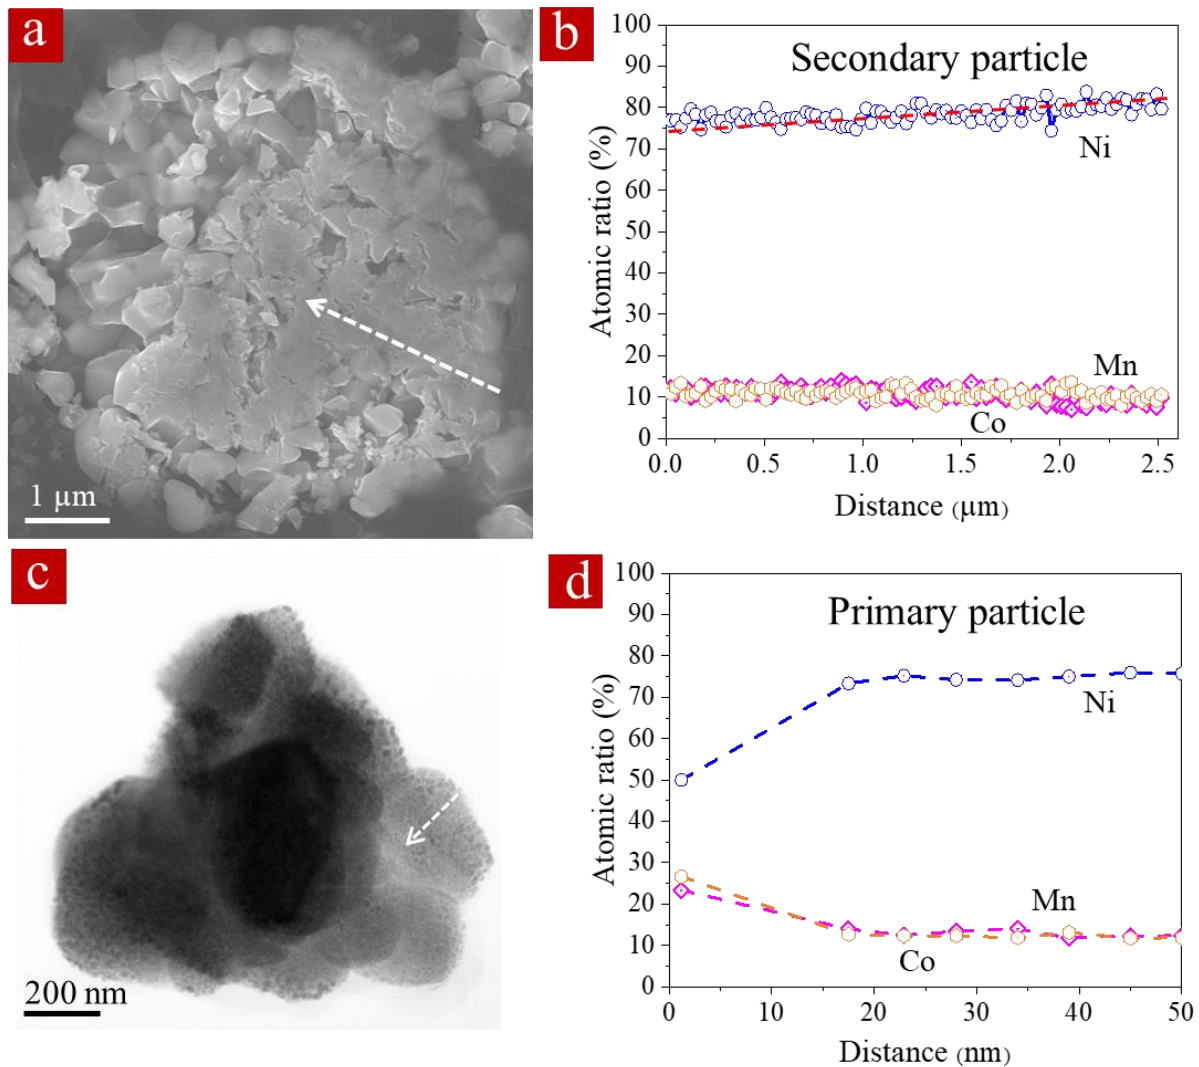 a
1 µm
b
Secondary particle
Ni
Mn
Co
Atomic ratio (%)
100
90
80
70
60
50
40
30
20
10
0
0.0 0.5 1.0 1.5 2.0 2.5
Distance (µm)
c
200 nm
d
Primary particle
Ni
Mn
Co
Atomic ratio (%)
100
90
80
70
60
50
40
30
20
10
0
0 10 20 30 40 50
Distance (nm)